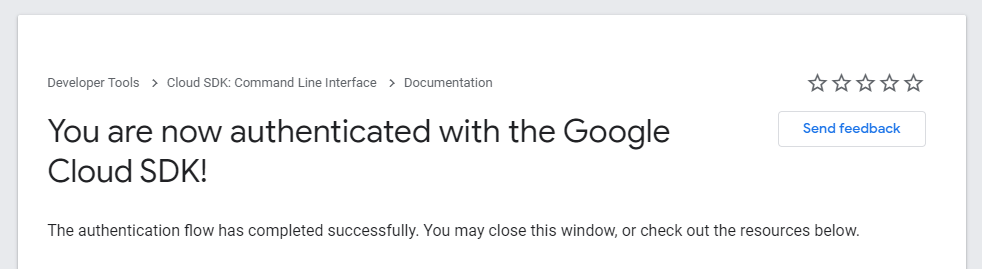 Developer Tools > Cloud SDK: Command Line Interface > Documentation
You are now authenticated with the Google
Cloud SDK!
Send feedback
The authentication flow has completed successfully. You may close this window, or check out the resources below.